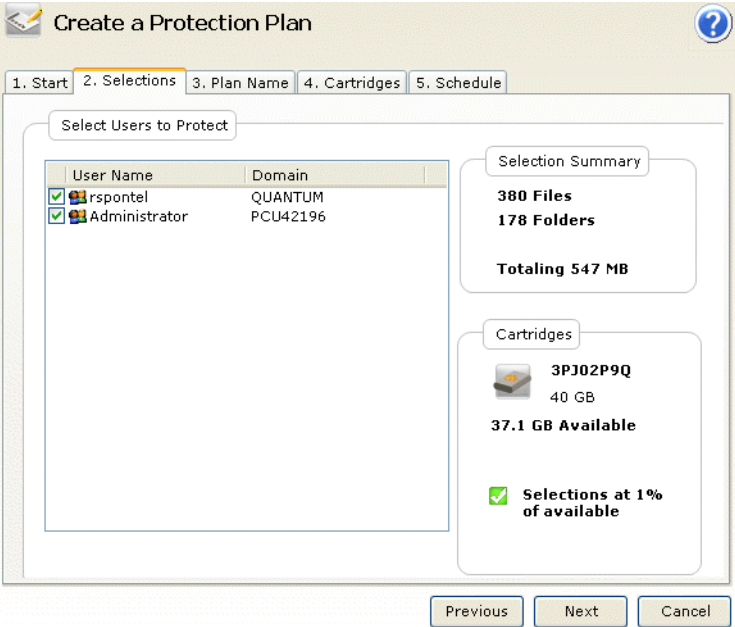 Create a Protection Plan
?
1. Start
2. Selections
3. Plan Name
4. Cartridges
5. Schedule
Select Users to Protect
User Name Domain
rspontel QUANTUM
Administrator PCU42196
Selection Summary
380 Files
178 Folders
Totaling 547 MB
Cartridges
3PJ02P9Q
40 GB
37.1 GB Available
Selections at 1%
of available
Previous
Next
Cancel